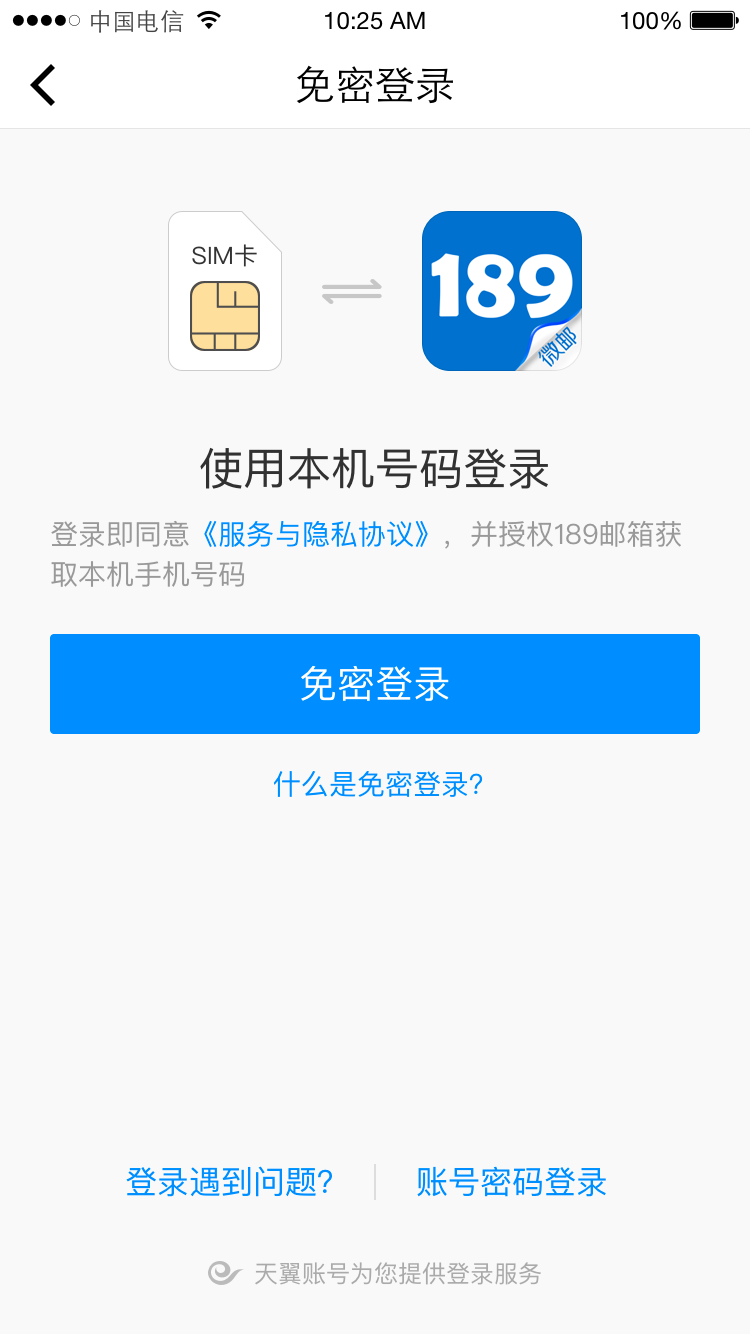 中国电信 10:25 AM 100%
免密登录
SIM卡
189
微邮
使用本机号码登录
登录即同意《服务与隐私协议》，并授权189邮箱获
取本机手机号码
免密登录
什么是免密登录?
登录遇到问题? 账号密码登录
天翼账号为您提供登录服务